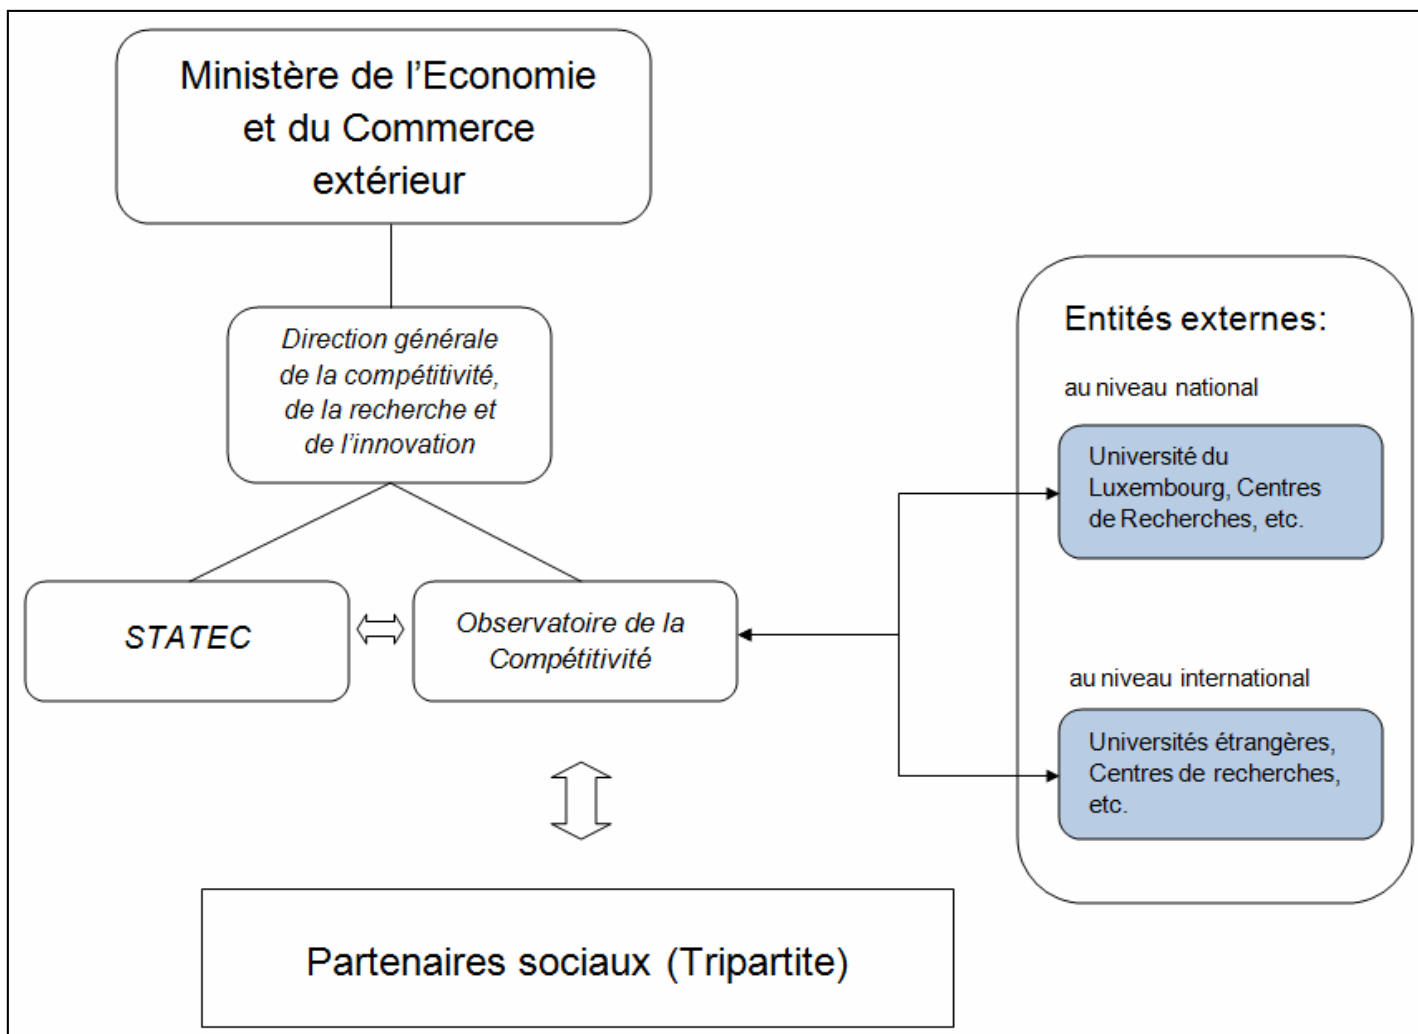 Ministère de l’Economie
et du Commerce
extérieur
Direction générale
de la compétitivité,
de la recherche et
de l’innovation
STATEC
Observatoire de la
Compétitivité
Entités externes:
au niveau national
Université du
Luxembourg, Centres
de Recherches, etc.
au niveau international
Universités étrangères,
Centres de recherches,
etc.
Partenaires sociaux (Tripartite)